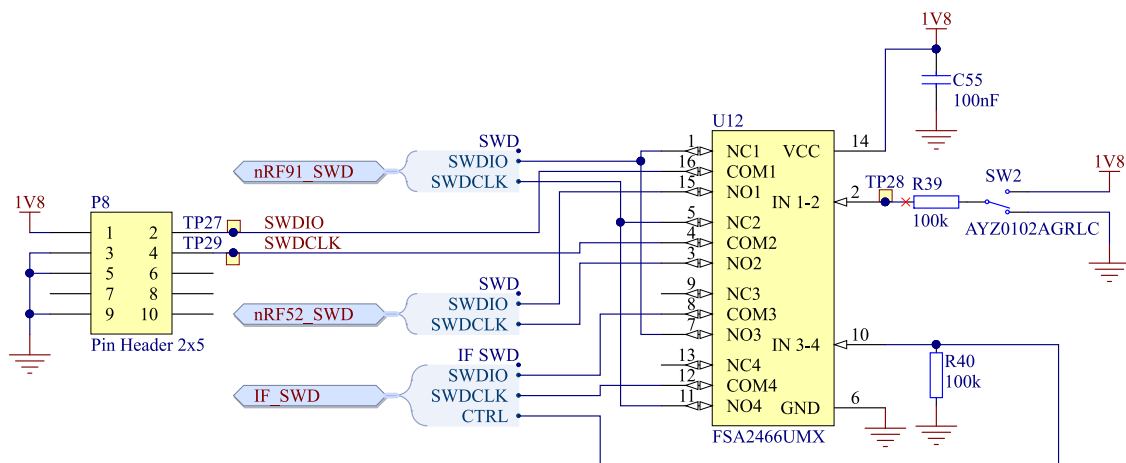 1V8
C55
100nF
U12
1
16
15
5
4
3
9
8
7
13
12
11
NC1
COM1
NO1
NC2
COM2
NO2
NC3
COM3
NO3
NC4
COM4
NO4
VCC
IN 1-2
IN 3-4
GND
14
2
10
6
FSA2466UMX
TP28
R39
100k
SW2
1V8
AYZ0102AGRLC
R40
100k
SWD
SWDIO
SWDCLK
nRF91_SWD
1V8
P8
1 2
3 4
5 6
7 8
9 10
Pin Header 2x5
TP27
SWDIO
TP29
SWDCLK
SWD
SWDIO
SWDCLK
nRF52_SWD
IF SWD
SWDIO
SWDCLK
CTRL
IF_SWD